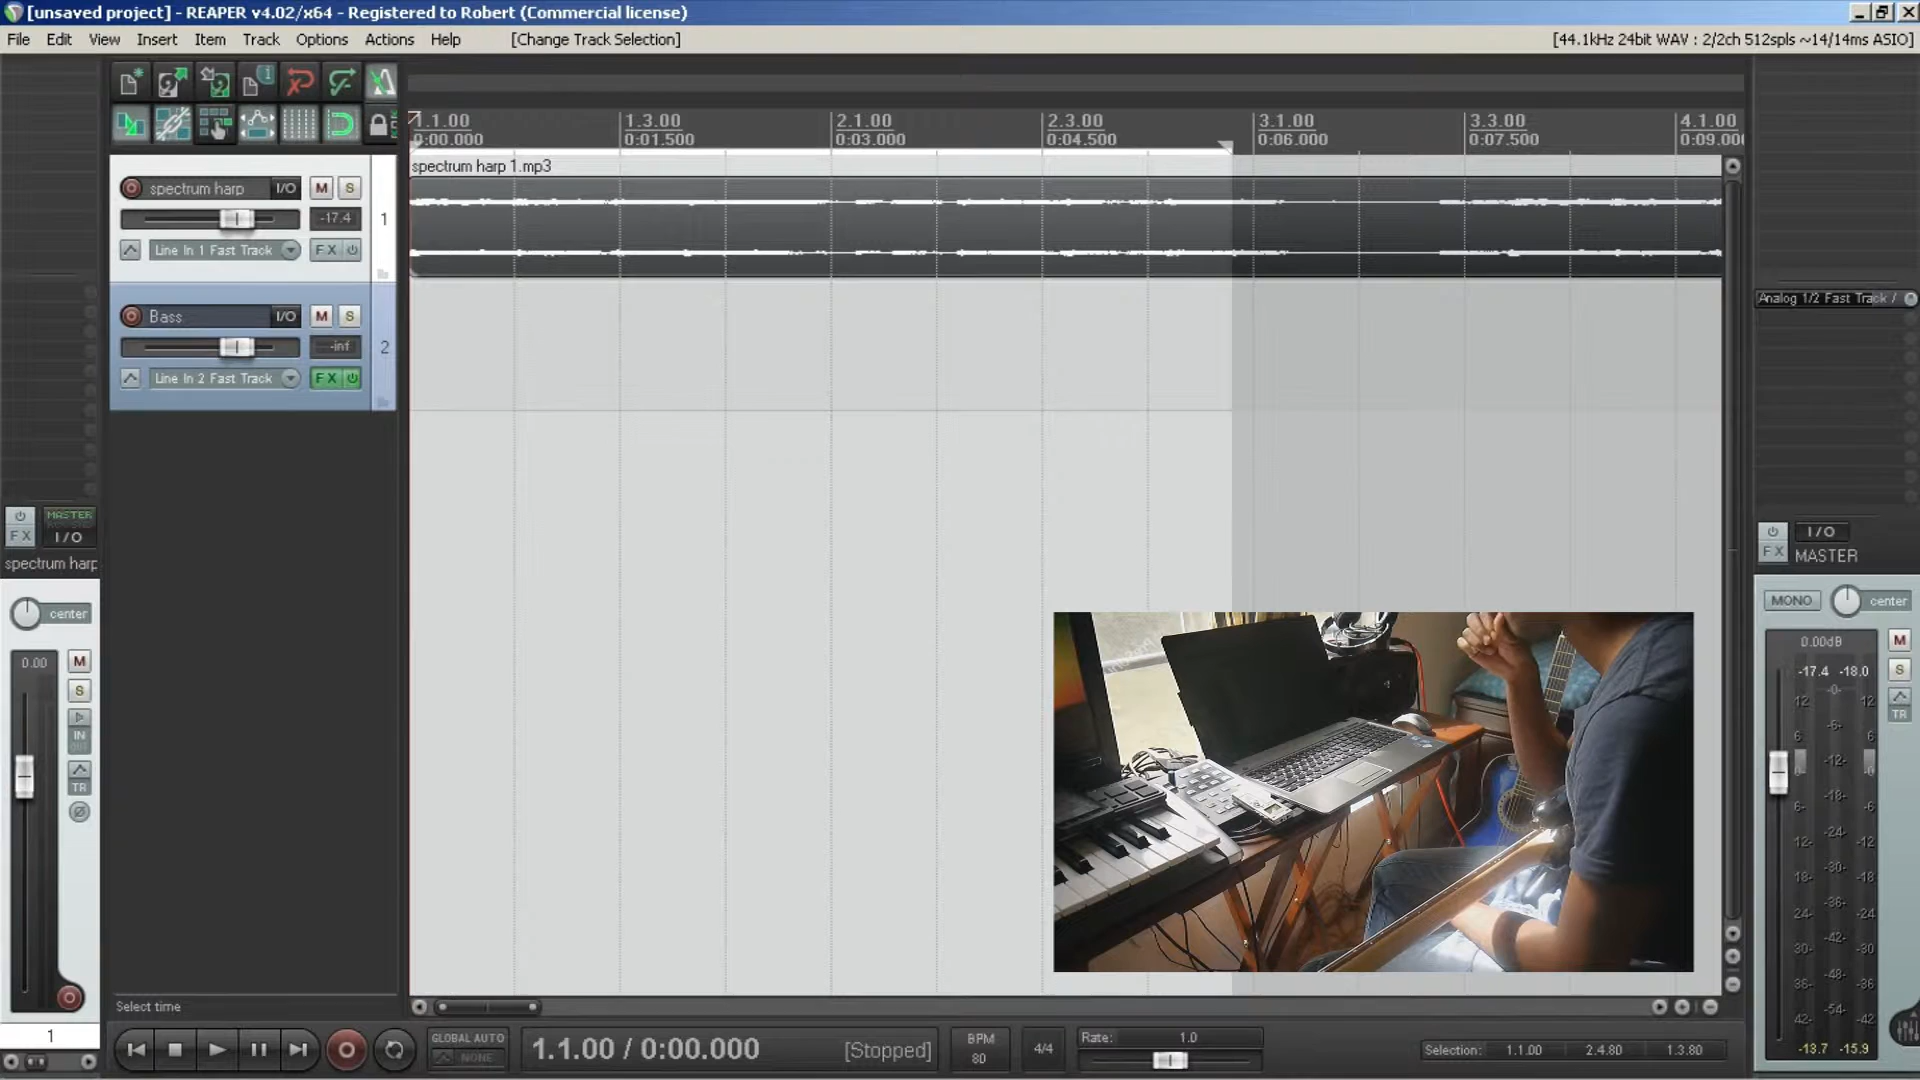 [unsaved project] - REAPER v4.02/x64 - Registered to Robert (Commercial license)
File Edit View Insert Item Track Options Actions Help [Change Track Selection] [44.1kHz 24bit WAV : 2/2ch 512spls ~14/14ms ASIO]
1.1.00 1.3.00 2.1.00 2.3.00 3.1.00 3.3.00 4.1.00
0:00.000 0:01.500 0:03.000 0:04.500 0:06.000 0:07.500 0:09.000
spectrum harp 1.mp3
spectrum harp I/O M S
-17.4 1
Line In 1 Fast Track FX
Bass I/O M S
-inf 2
Line In 2 Fast Track FX
Analog 1/2 Fast Track /
MASTER
FX I/O
spectrum harp
center
0.00 M
S
IN
TR
1
I/O
FX MASTER
MONO center
0.00dB M
-17.4 -18.0 S
-0-
12 12
-6- TR
6 6
-12-
0 -0
-18-
6- -6
-24-
12- -12
-30-
18- -18
-36-
24- -24
-42-
30- -30
-48-
36- -36
-54-
42- -42
-13.7 -15.9
Select time
GLOBAL AUTO
NONE
1.1.00 / 0:00.000 [Stopped]
BPM
80
4/4
Rate: 1.0
Selection: 1.1.00 2.4.80 1.3.80